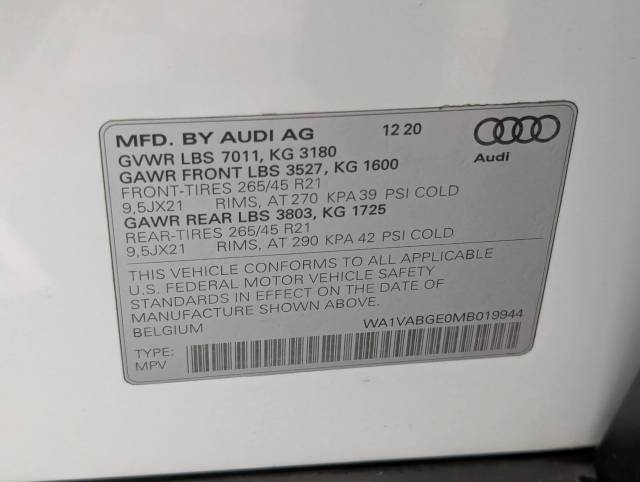 MFD. BY AUDI AG 12 20
Audi
GVWR LBS 7011, KG 3180
GAWR FRONT LBS 3527, KG 1600
FRONT-TIRES 265/45 R21
9,5JX21 RIMS, AT 270 KPA 39 PSI COLD
GAWR REAR LBS 3803, KG 1725
REAR-TIRES 265/45 R21
9,5JX21 RIMS, AT 290 KPA 42 PSI COLD
THIS VEHICLE CONFORMS TO ALL APPLICABLE
U.S. FEDERAL MOTOR VEHICLE SAFETY
STANDARDS IN EFFECT ON THE DATE OF
MANUFACTURE SHOWN ABOVE.
BELGIUM WA1VABGE0MB019944
TYPE:
MPV